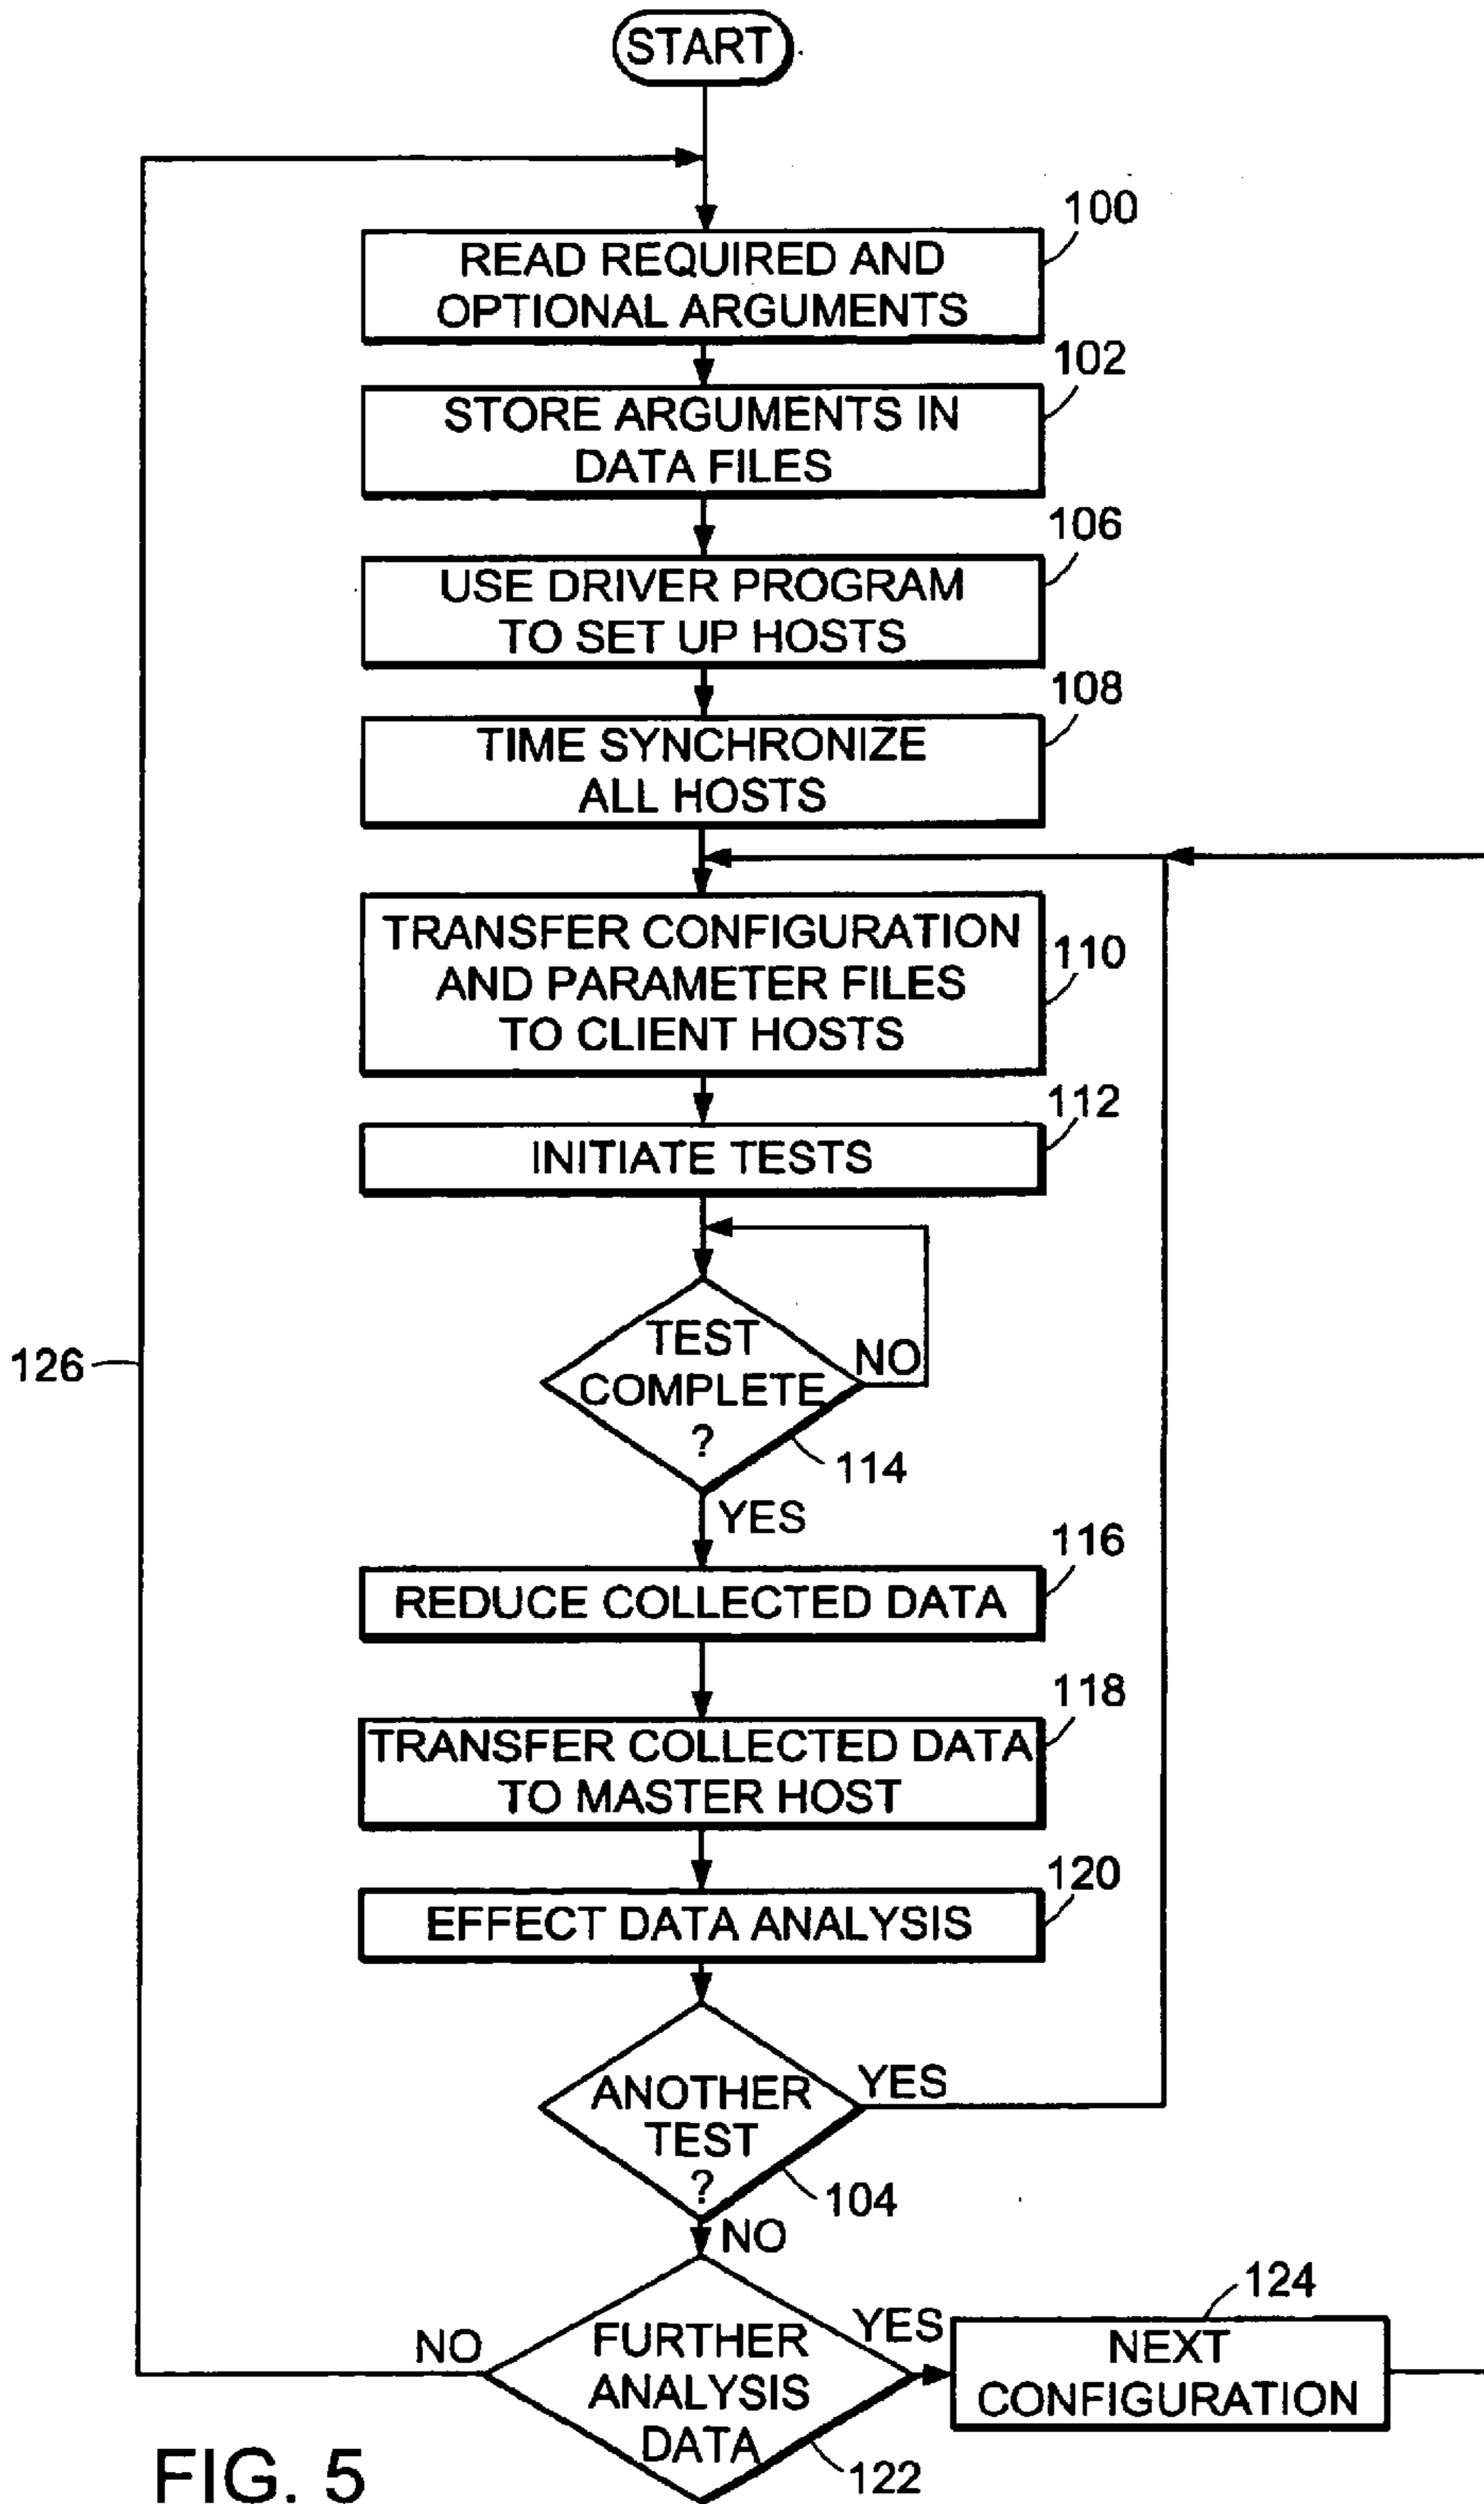 START
100
READ REQUIRED AND
OPTIONAL ARGUMENTS
102
STORE ARGUMENTS IN
DATA FILES
106
USE DRIVER PROGRAM
TO SET UP HOSTS
108
TIME SYNCHRONIZE
ALL HOSTS
TRANSFER CONFIGURATION
AND PARAMETER FILES
TO CLIENT HOSTS
110
112
INITIATE TESTS
126
TEST
COMPLETE
?
NO
114
YES
116
REDUCE COLLECTED DATA
118
TRANSFER COLLECTED DATA
TO MASTER HOST
120
EFFECT DATA ANALYSIS
ANOTHER
TEST
?
YES
104
NO
NO
FURTHER
ANALYSIS
DATA
YES
122
124
NEXT
CONFIGURATION
FIG. 5